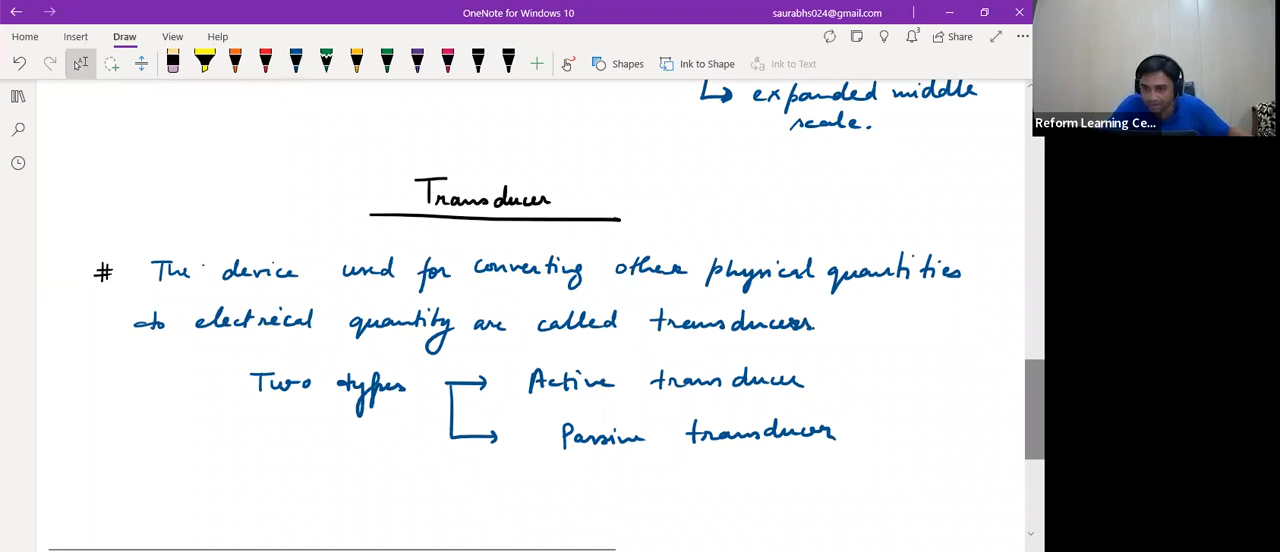 OneNote for Windows 10
saurabhs024@gmail.com
Home Insert Draw View Help
3
Share
Shapes
Ink to Shape
Ink to Text
↳ expanded middle
scale.
Reform Learning Ce...
Transducer
# The device used for converting other physical quantities
to electrical quantity are called transducers.
Two types → Active transducer
→ Passive transducer